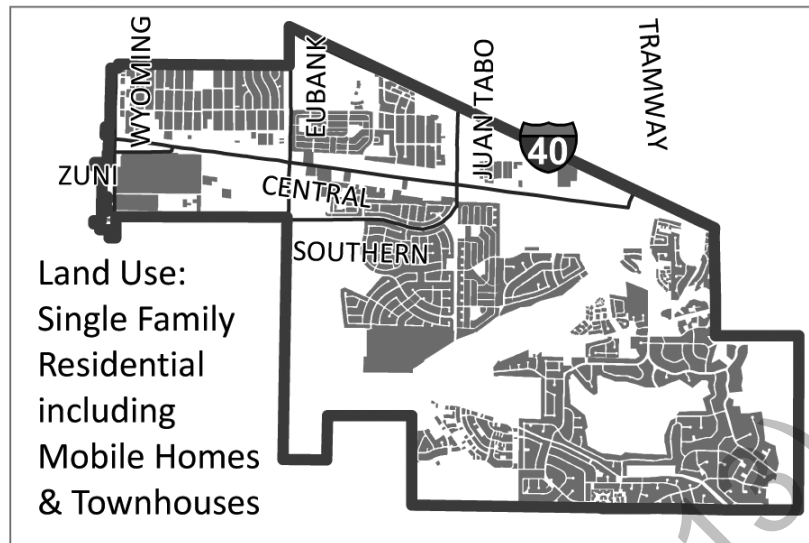 WYOMING
EUBANK
JUAN TABO
TRAMWAY
40
ZUNI
CENTRAL
SOUTHERN
Land Use:
Single Family
Residential
including
Mobile Homes
& Townhouses